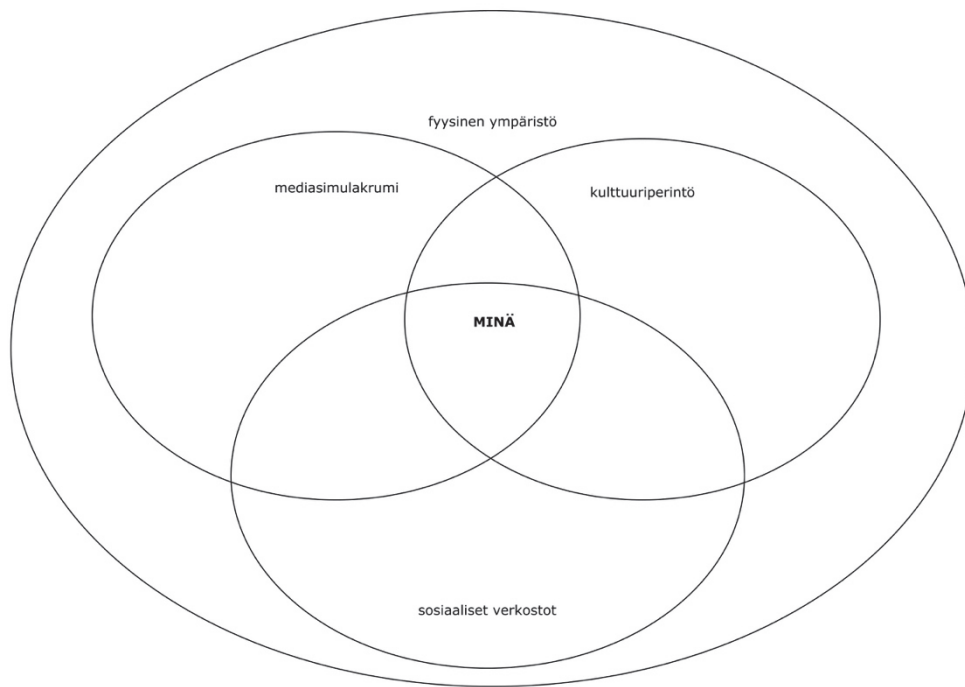 fyysinen ympäristö
mediasimulakrumi
kulttuuriperintö
MINÄ
sosiaaliset verkostot